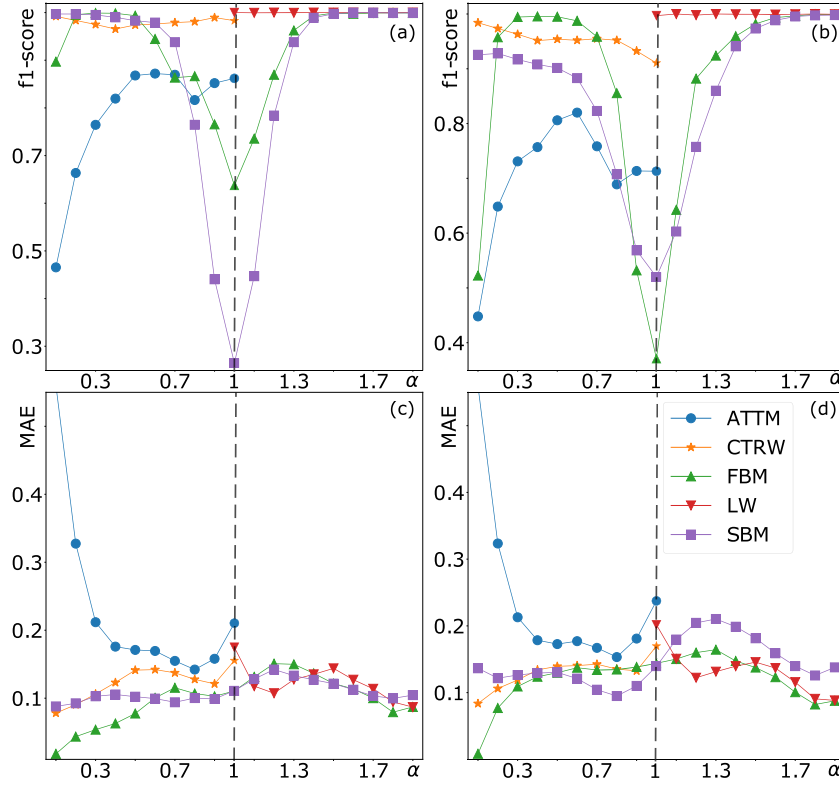 f1-score
(a)
0.7
0.5
0.3
0.3 0.7 1 1.3 1.7 α
f1-score
(b)
0.8
0.6
0.4
0.3 0.7 1 1.3 1.7 α
MAE
(c)
0.4
0.3
0.2
0.1
0.3 0.7 1 1.3 1.7 α
MAE
(d)
0.4
0.3
0.2
0.1
ATTM
CTRW
FBM
LW
SBM
0.3 0.7 1 1.3 1.7 α